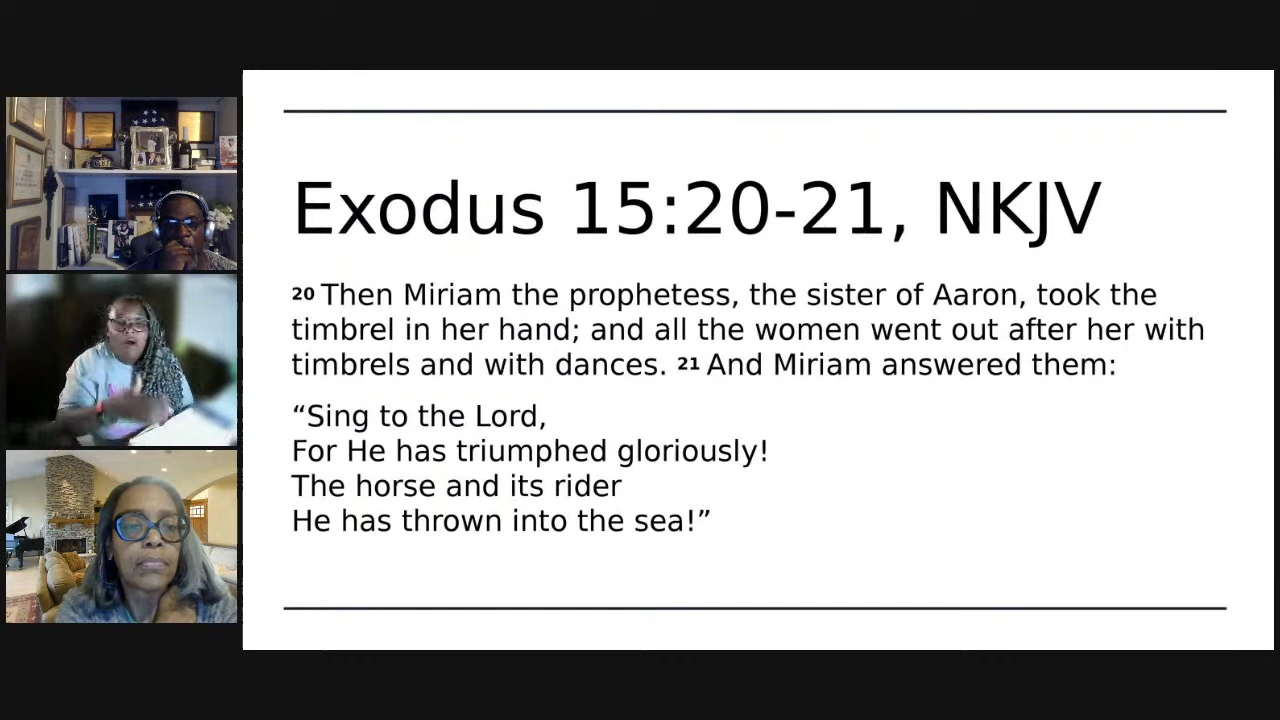 Exodus 15:20-21, NKJV
20 Then Miriam the prophetess, the sister of Aaron, took the
timbrel in her hand; and all the women went out after her with
timbrels and with dances. 21 And Miriam answered them:
“Sing to the Lord,
For He has triumphed gloriously!
The horse and its rider
He has thrown into the sea!”